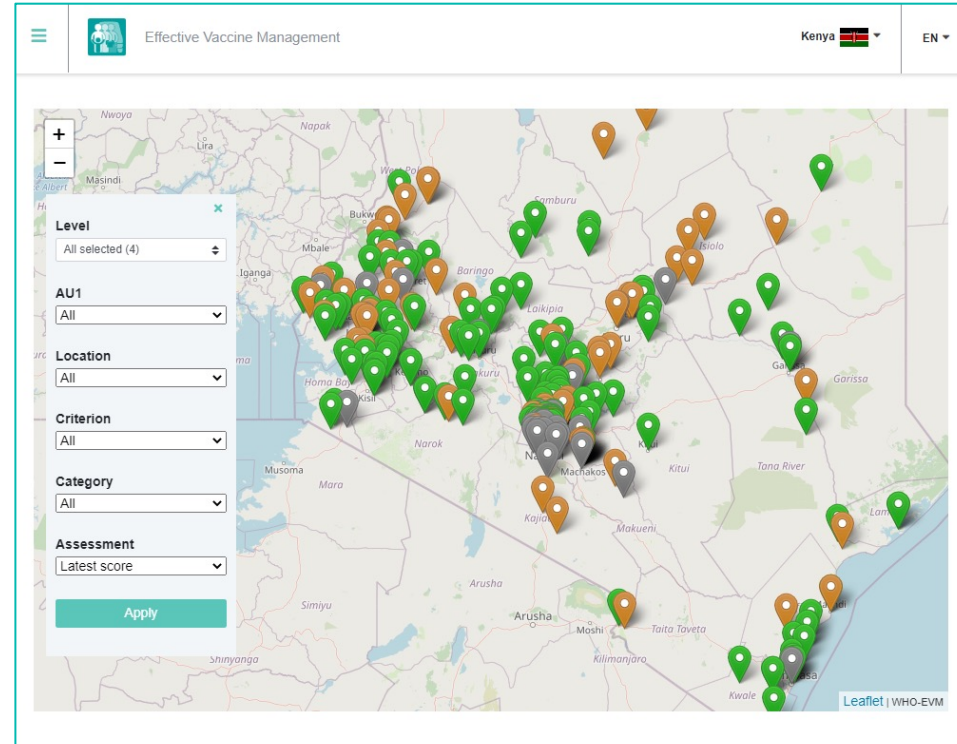 Effective Vaccine Management
Kenya
EN
+
−
×
Level
All selected (4)
AU1
All
Location
All
Criterion
All
Category
All
Assessment
Latest score
Apply
Nwoya
Napak
Lira
Masindi
Samburu
Mbale
Isiolo
Iganga
Baringo
Laikipia
Homa Bay
Kisii
Garissa
Narok
Musoma
Mara
Machakos
Kitui
Tana River
Makueni
Arusha
Simiyu
Arusha
Moshi
Taita Taveta
Shinyanga
Kilimanjaro
Kwale
Leaflet | WHO-EVM